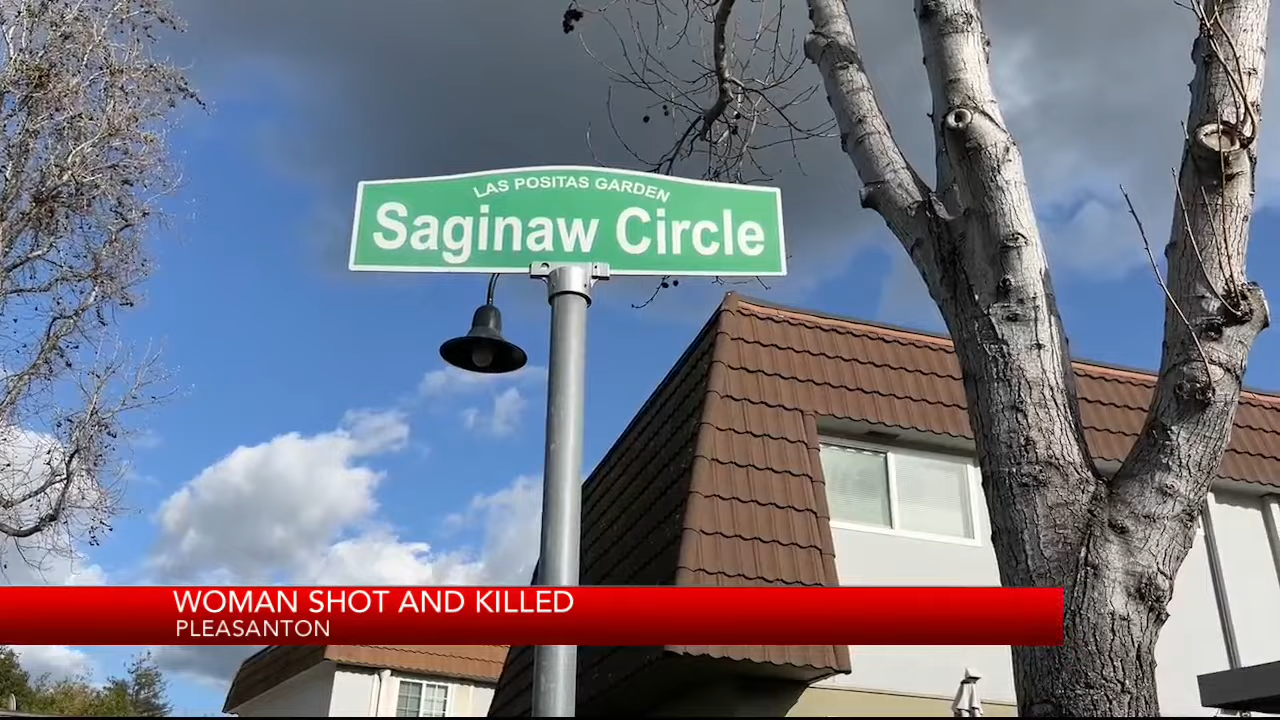 LAS POSITAS GARDEN
Saginaw Circle
WOMAN SHOT AND KILLED
PLEASANTON